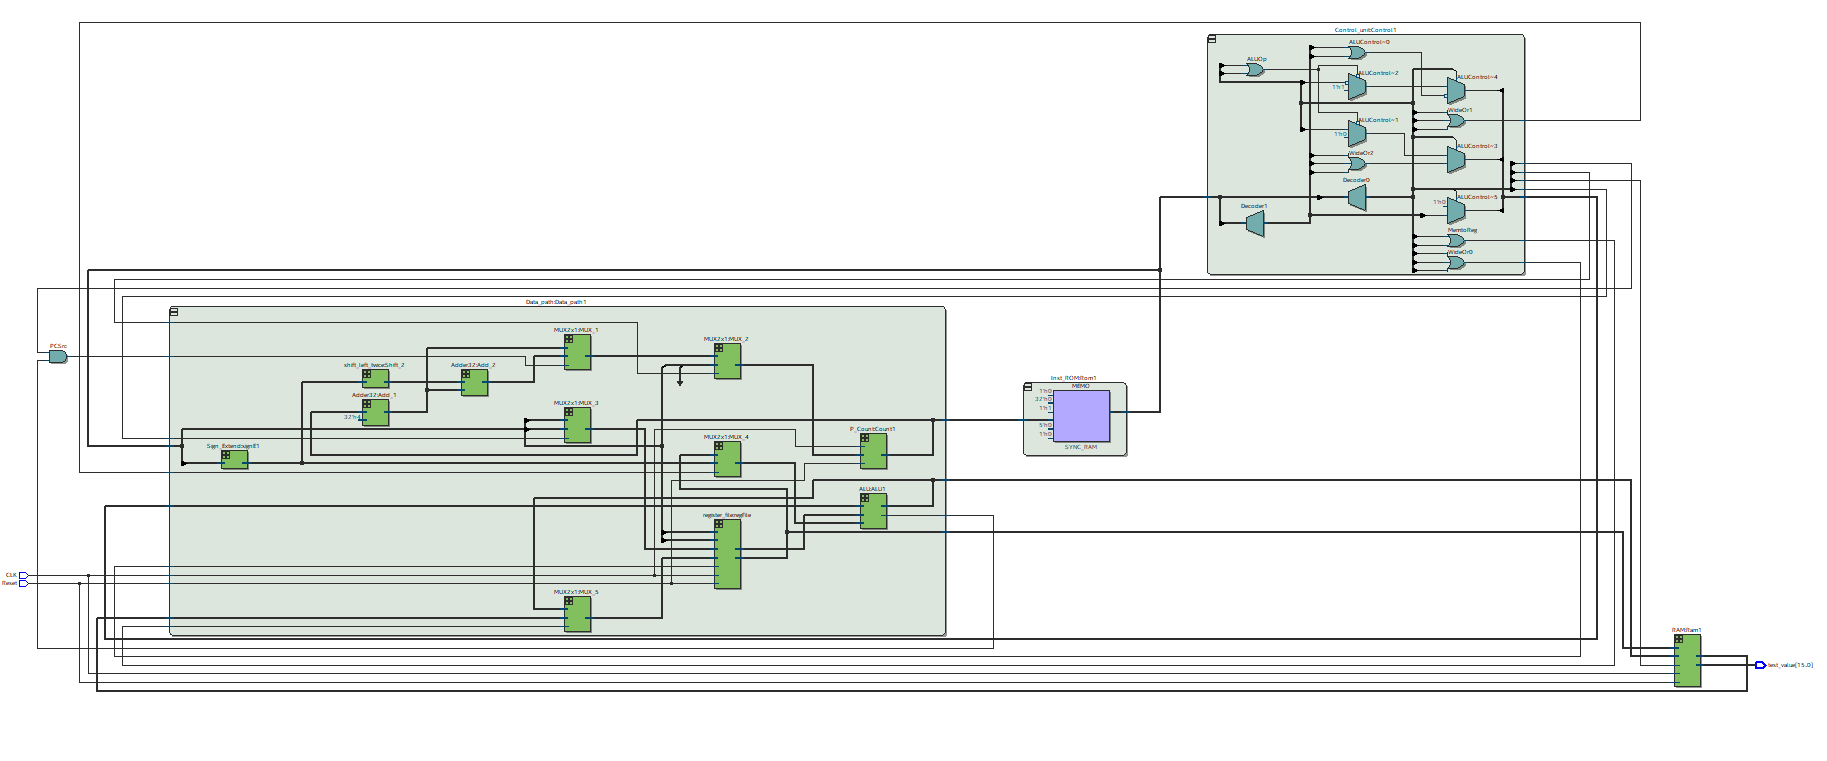 Control_unit:Control1
ALUControl~0
ALUOp
ALUControl~2
1'h1
ALUControl~4
WideOr1
ALUControl~1
1'h0
ALUControl~3
WideOr2
Decoder0
ALUControl~5
1'h0
Decoder1
MemtoReg
WideOr0
Data_path:Data_path1
MUX2x1:MUX_1
MUX2x1:MUX_2
PCSrc
shift_left_twice:Shift_2
Adder32:Add_2
Inst_ROM:Rom1
MEMO
1'h0
32'h0
1'h1
5'h0
1'h0
SYNC_RAM
Adder32:Add_1
32'h4
MUX2x1:MUX_3
P_Count:Count1
MUX2x1:MUX_4
Sign_Extend:signE1
ALU:ALU1
register_file:regFile
CLK
Reset
MUX2x1:MUX_5
RAM:Ram1
test_value[15..0]